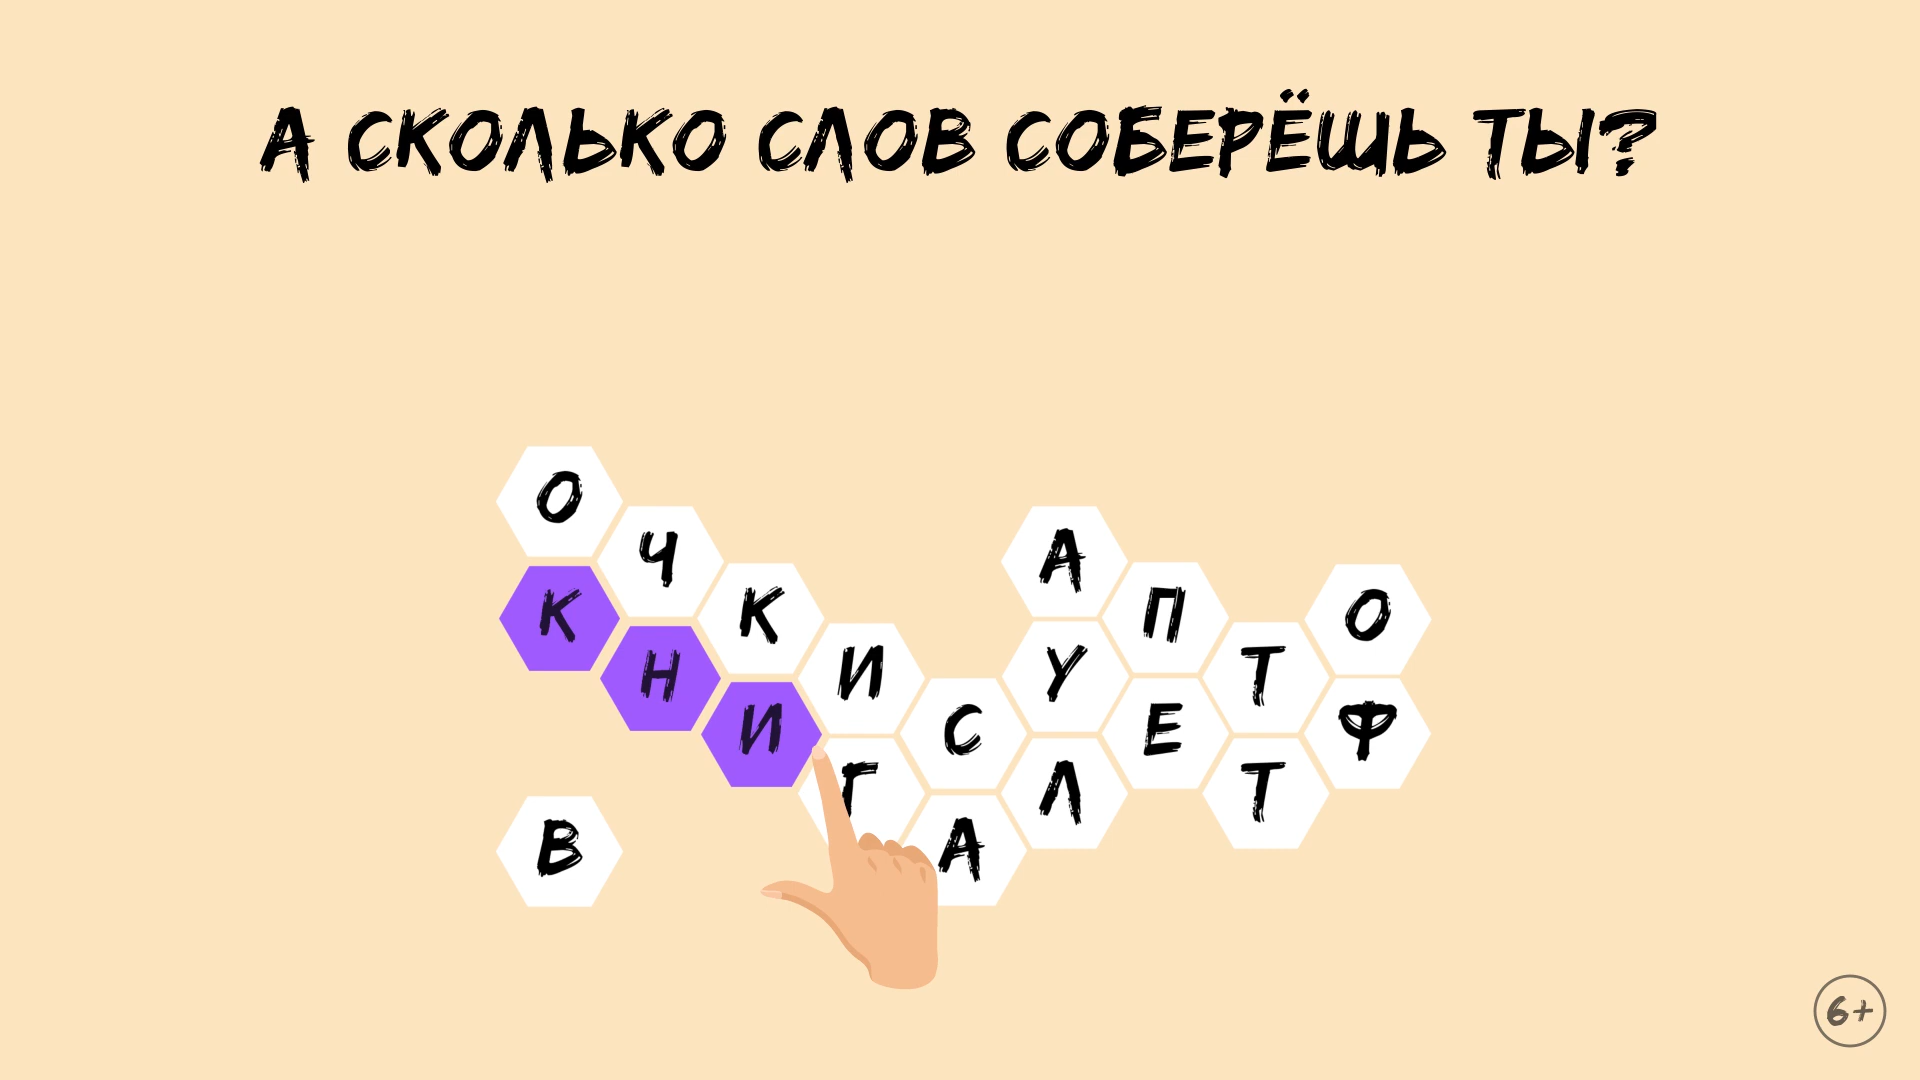 А СКОЛЬКО СЛОВ СОБЕРЁШЬ ТЫ?
О
Ч
А
К
К
П
О
Н
И
У
Т
И
С
Е
Ф
Г
Л
Т
В
А
6+